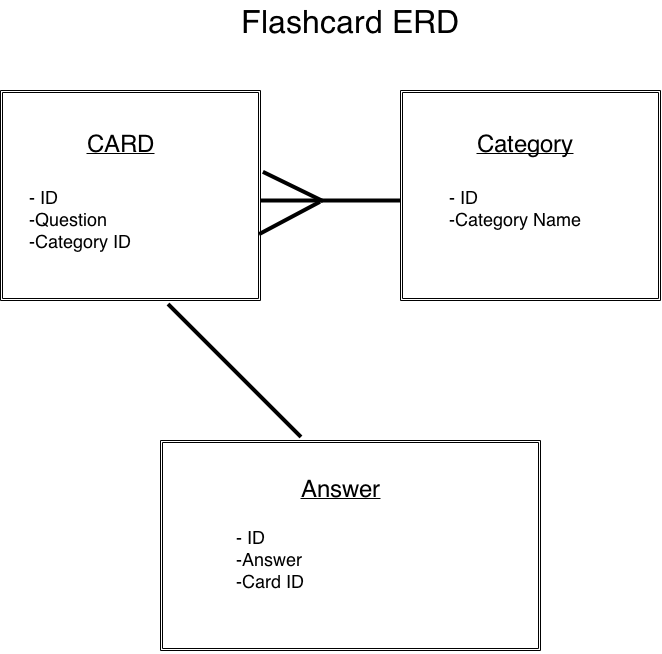 Flashcard ERD
CARD
- ID
-Question
-Category ID
Category
- ID
-Category Name
Answer
- ID
-Answer
-Card ID